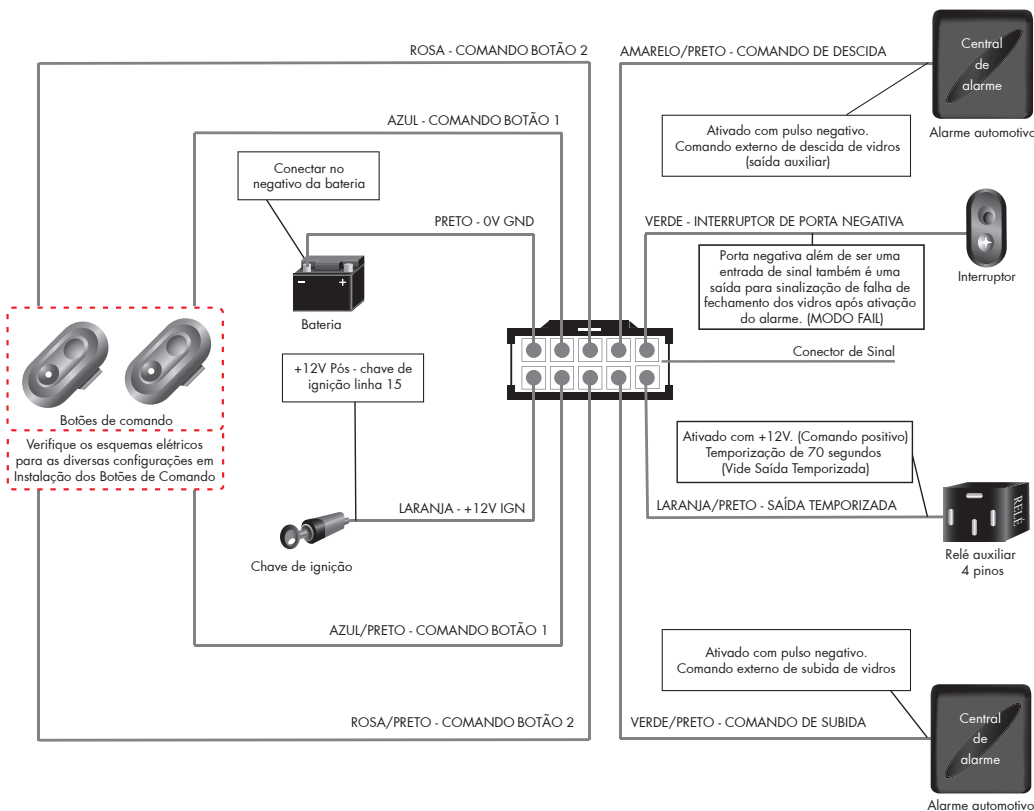 ROSA - COMANDO BOTÃO 2
AZUL - COMANDO BOTÃO 1
Conectar no
negativo da bateria
PRETO - 0V GND
Bateria
+12V Pós - chave de
ignição linha 15
Botões de comando
Verifique os esquemas elétricos
para as diversas configurações em
Instalação dos Botões de Comando
LARANJA - +12V IGN
Chave de ignição
AZUL/PRETO - COMANDO BOTÃO 1
ROSA/PRETO - COMANDO BOTÃO 2
AMARELO/PRETO - COMANDO DE DESCIDA
Central
de
alarme
Alarme automotivo
Ativado com pulso negativo.
Comando externo de descida de vidros
(saída auxiliar)
VERDE - INTERRUPTOR DE PORTA NEGATIVA
Porta negativa além de ser uma
entrada de sinal também é uma
saída para sinalização de falha de
fechamento dos vidros após ativação
do alarme. (MODO FAIL)
Interruptor
Conector de Sinal
Ativado com +12V. (Comando positivo)
Temporização de 70 segundos
(Vide Saída Temporizada)
LARANJA/PRETO - SAÍDA TEMPORIZADA
RELÉ
Relé auxiliar
4 pinos
Ativado com pulso negativo.
Comando externo de subida de vidros
VERDE/PRETO - COMANDO DE SUBIDA
Central
de
alarme
Alarme automotivo